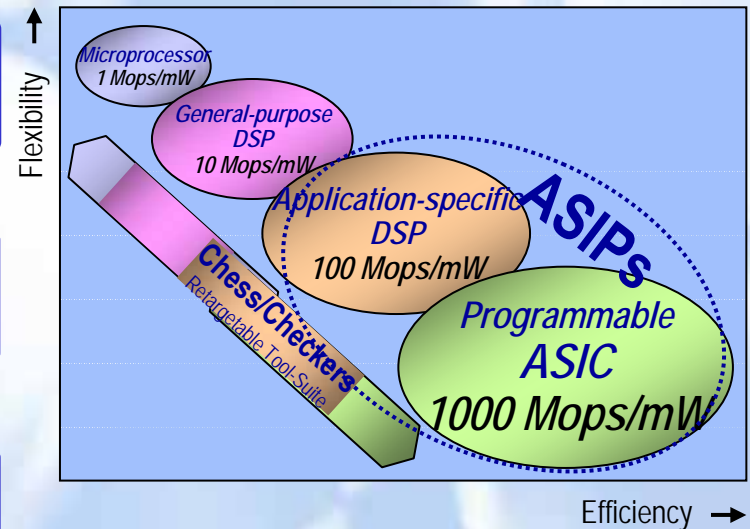 Flexibility
Microprocessor
1 Mops/mW
General-purpose
DSP
10 Mops/mW
Application-specific
DSP
100 Mops/mW
ASIPs
Programmable
ASIC
1000 Mops/mW
Chess/Checkers
Retargetable Tool-Suite
Efficiency